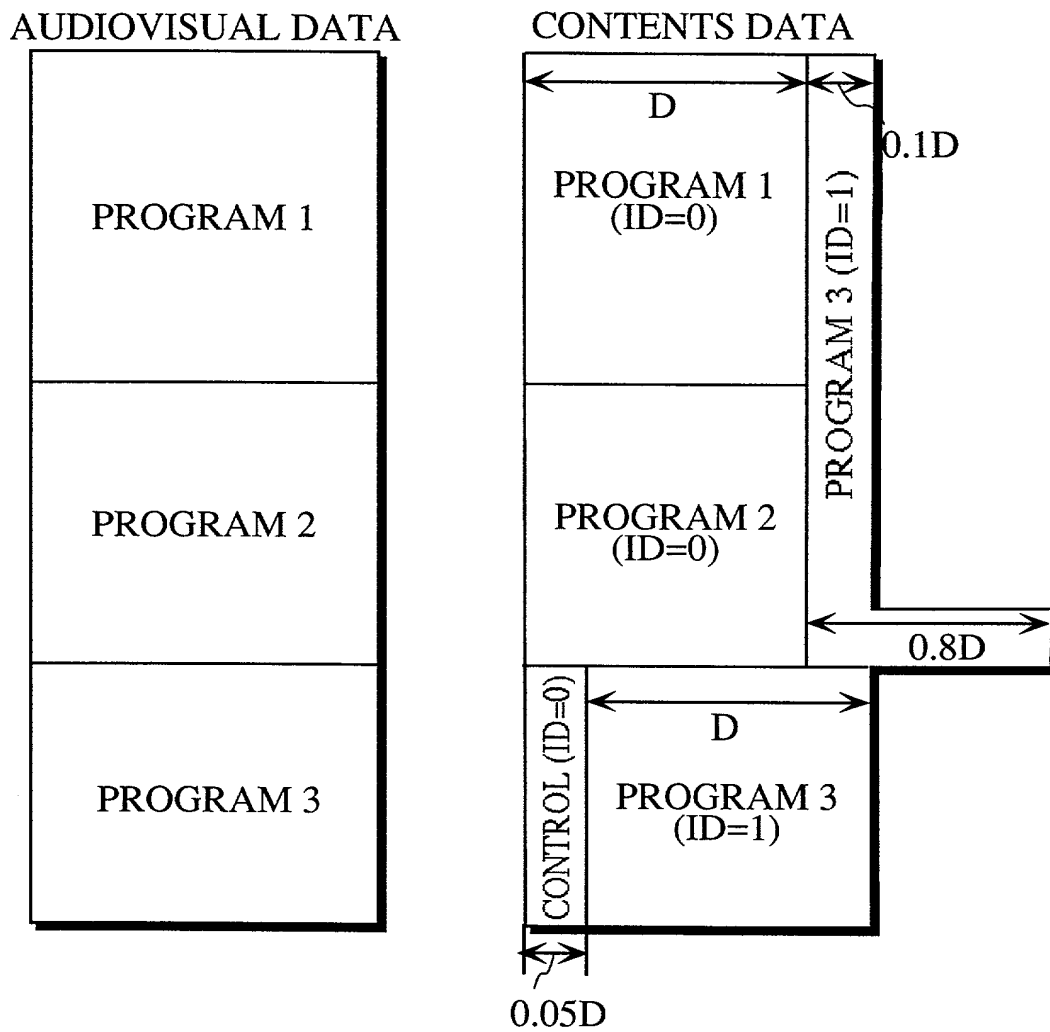 AUDIOVISUAL DATA
PROGRAM 1
PROGRAM 2
PROGRAM 3
CONTENTS DATA
D
0.1D
PROGRAM 1
(ID=0)
PROGRAM 3 (ID=1)
PROGRAM 2
(ID=0)
0.8D
CONTROL (ID=0)
D
PROGRAM 3
(ID=1)
0.05D